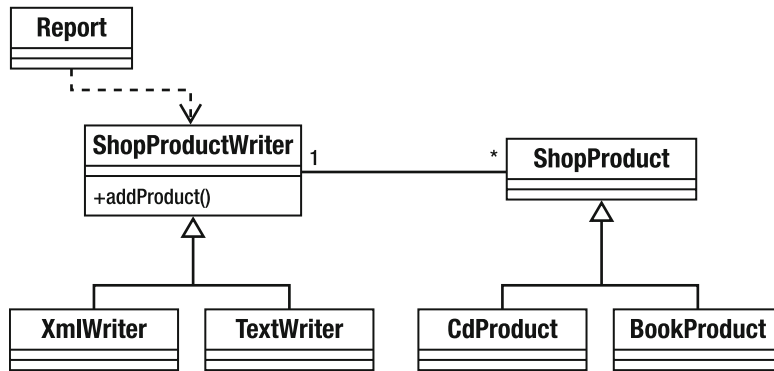 Report
ShopProductWriter
+addProduct()
1
*
ShopProduct
XmlWriter
TextWriter
CdProduct
BookProduct